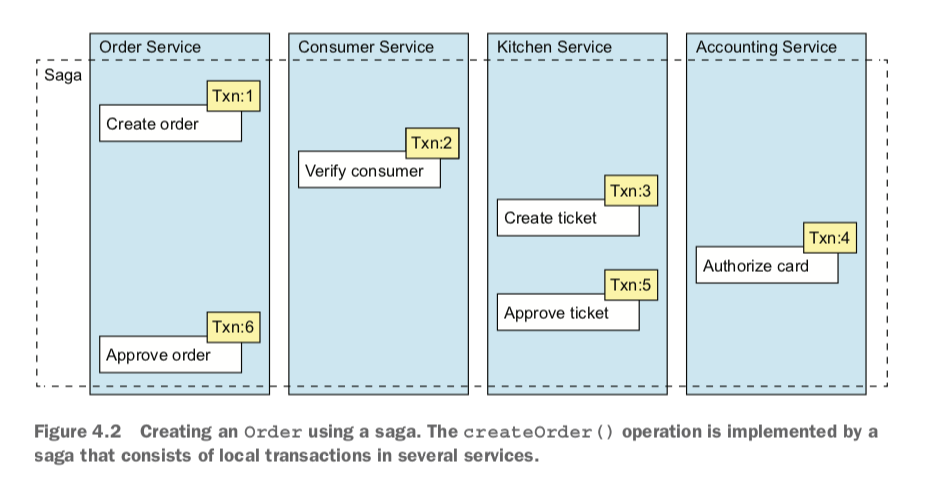 Order Service
Consumer Service
Kitchen Service
Accounting Service
Saga
Txn:1
Create order
Txn:2
Verify consumer
Txn:3
Create ticket
Txn:4
Authorize card
Txn:5
Approve ticket
Txn:6
Approve order
Figure 4.2 Creating an Order using a saga. The createOrder() operation is implemented by a
saga that consists of local transactions in several services.